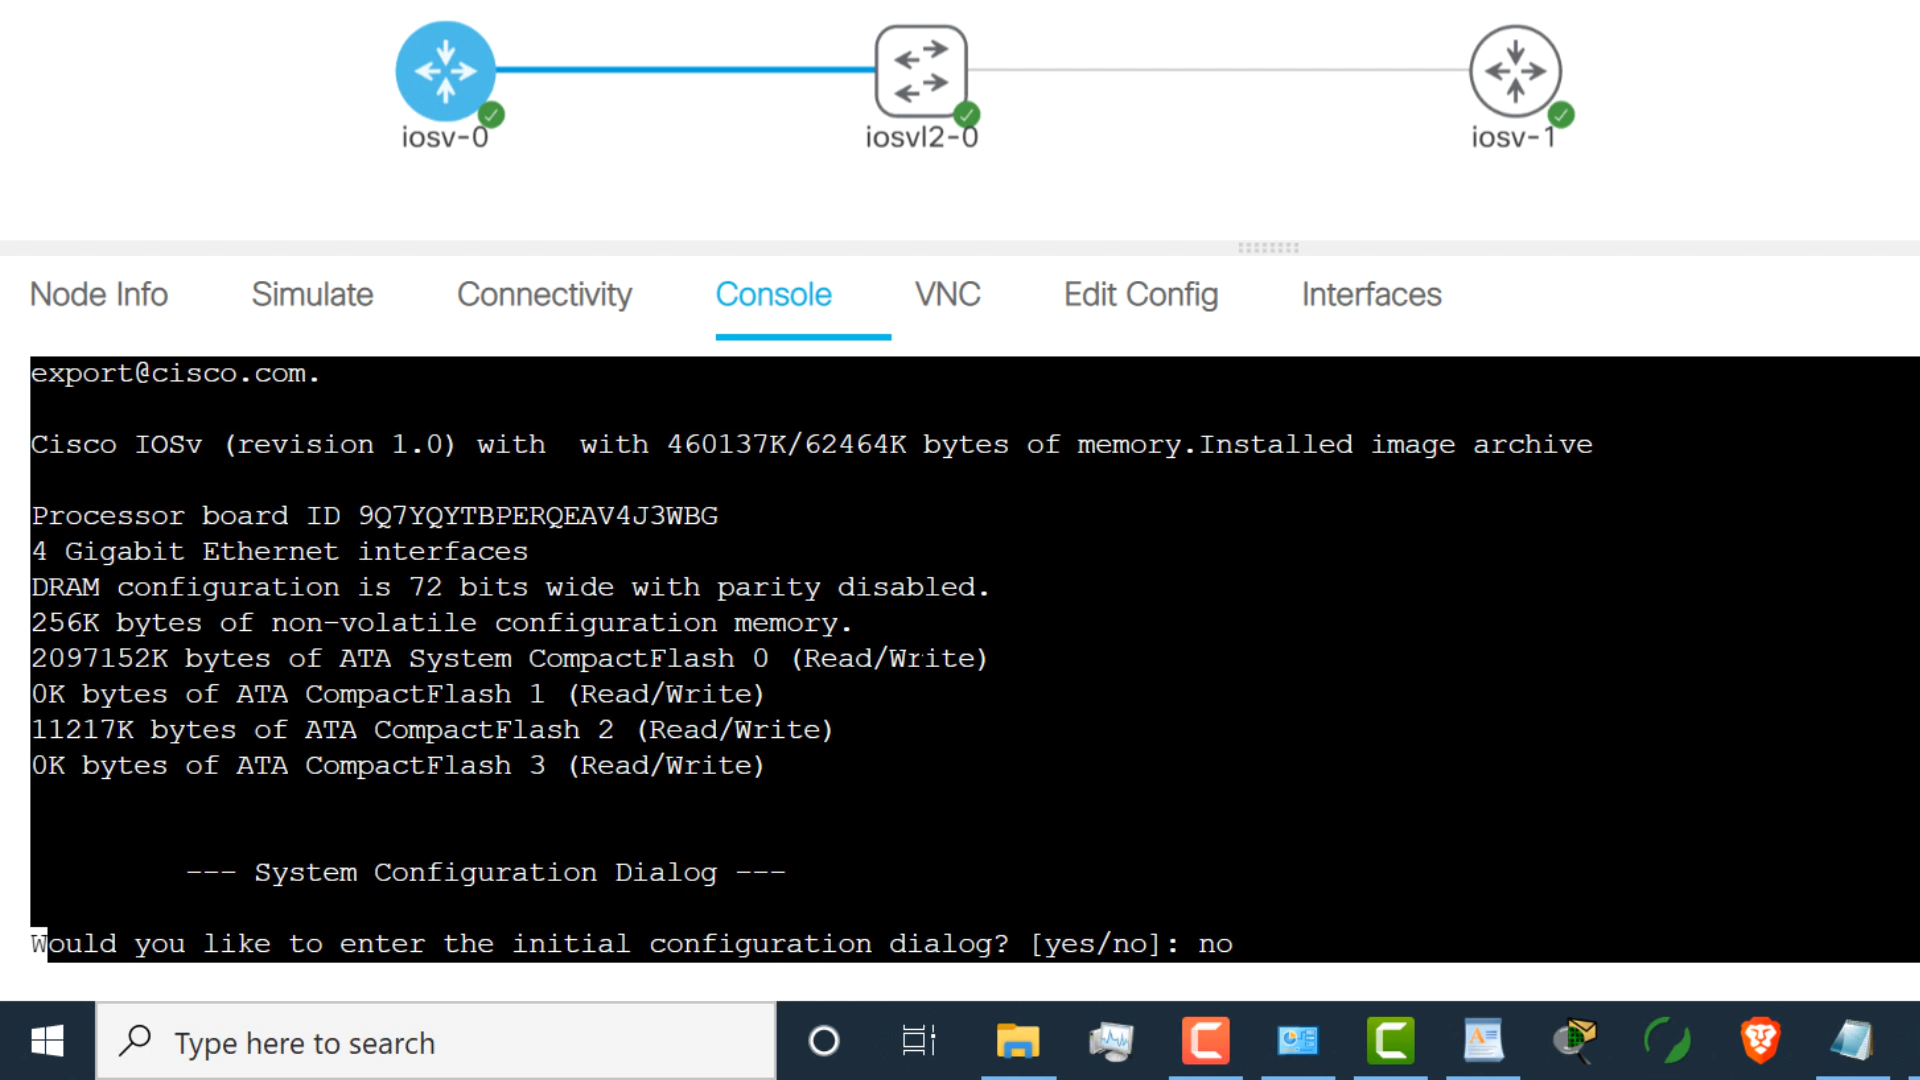 iosv-0
iosvl2-0
iosv-1
Node Info Simulate Connectivity Console VNC Edit Config Interfaces
export@cisco.com.
Cisco IOSv (revision 1.0) with  with 460137K/62464K bytes of memory.Installed image archive
Processor board ID 9Q7YQYTBPERQEAV4J3WBG
4 Gigabit Ethernet interfaces
DRAM configuration is 72 bits wide with parity disabled.
256K bytes of non-volatile configuration memory.
2097152K bytes of ATA System CompactFlash 0 (Read/Write)
0K bytes of ATA CompactFlash 1 (Read/Write)
11217K bytes of ATA CompactFlash 2 (Read/Write)
0K bytes of ATA CompactFlash 3 (Read/Write)
--- System Configuration Dialog ---
Would you like to enter the initial configuration dialog? [yes/no]: no
Type here to search